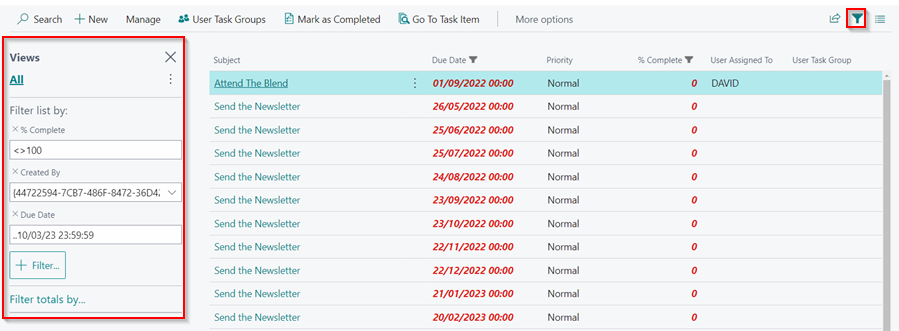 Search New Manage User Task Groups Mark as Completed Go To Task Item More options
Views
All
Filter list by:
% Complete
<>100
Created By
{44722594-7CB7-486F-8472-36D4
Due Date
..10/03/23 23:59:59
Filter...
Filter totals by...
Subject Due Date Priority % Complete User Assigned To User Task Group
Attend The Blend 01/09/2022 00:00 Normal 0 DAVID
Send the Newsletter 26/05/2022 00:00 Normal 0
Send the Newsletter 25/06/2022 00:00 Normal 0
Send the Newsletter 25/07/2022 00:00 Normal 0
Send the Newsletter 24/08/2022 00:00 Normal 0
Send the Newsletter 23/09/2022 00:00 Normal 0
Send the Newsletter 23/10/2022 00:00 Normal 0
Send the Newsletter 22/11/2022 00:00 Normal 0
Send the Newsletter 22/12/2022 00:00 Normal 0
Send the Newsletter 21/01/2023 00:00 Normal 0
Send the Newsletter 20/02/2023 00:00 Normal 0